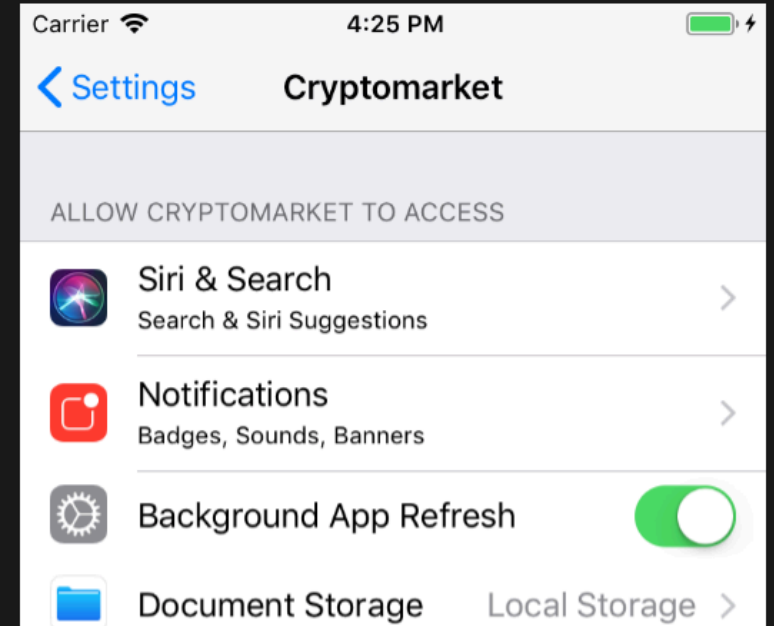 Carrier 4:25 PM
Settings Cryptomarket
ALLOW CRYPTOMARKET TO ACCESS
Siri & Search
Search & Siri Suggestions
Notifications
Badges, Sounds, Banners
Background App Refresh
Document Storage Local Storage